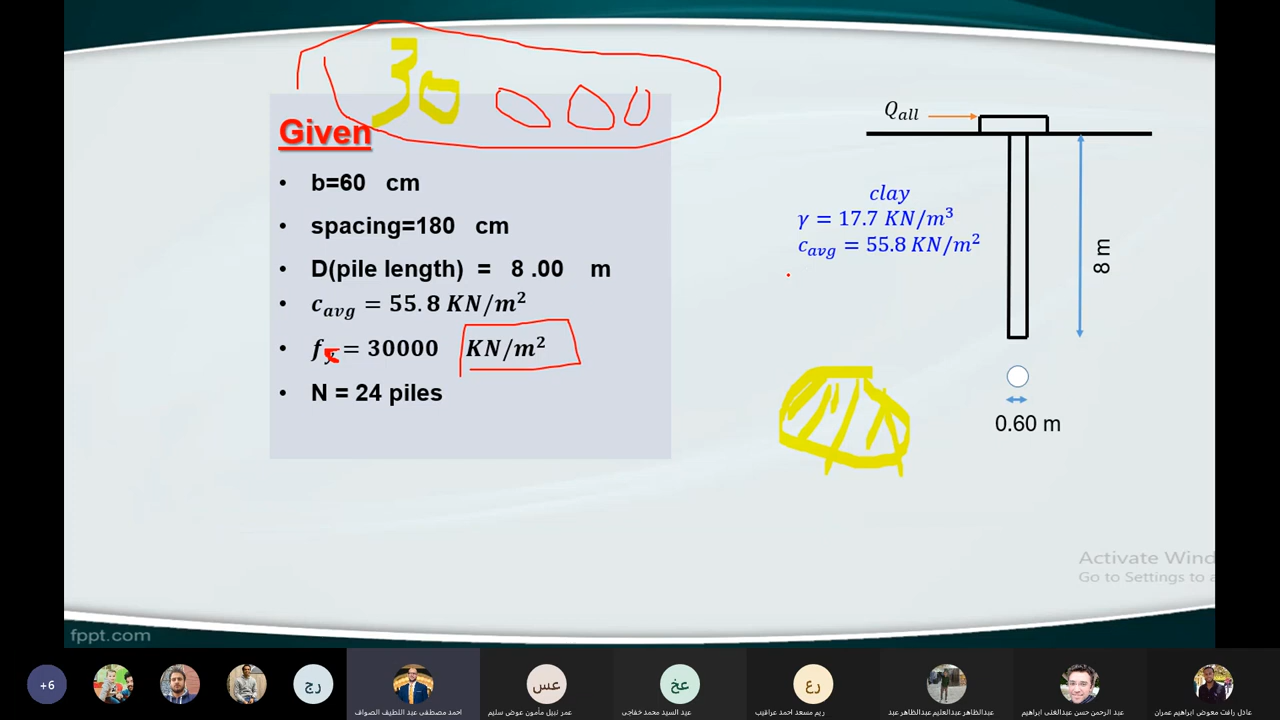 30 000
Given
• b=60 cm
• spacing=180 cm
• D(pile length) = 8 .00 m
• c_avg = 55.8 KN/m²
• f_y = 30000 KN/m²
• N = 24 piles
Q_all
clay
γ = 17.7 KN/m³
c_avg = 55.8 KN/m²
8 m
0.60 m
Activate Wind
Go to Settings to a
fppt.com
+6
رج
عس
عخ
رع
احمد مصطفى عبد اللطيف الصواف
عمر نبيل مأمون عوض سليم
عبد السيد محمد خفاجى
ريم مسعد احمد عراقيب
عبدالظاهر عبدالعليم عبدالظاهر عبد
عبد الرحمن حسن عبدالغنى ابراهيم
عادل رافت معوض ابراهيم عمران